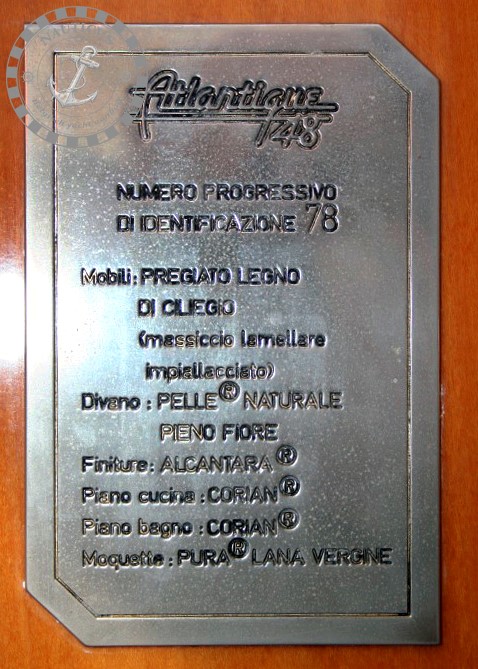 Atlantique
f48
NUMERO PROGRESSIVO
DI IDENTIFICAZIONE 78
Mobili: PREGIATO LEGNO
DI CILIEGIO
(massiccio lamellare
impiallacciato)
Divano: PELLE® NATURALE
PIENO FIORE
Finiture: ALCANTARA®
Piano cucina: CORIAN®
Piano bagno: CORIAN®
Moquette: PURA® LANA VERGINE